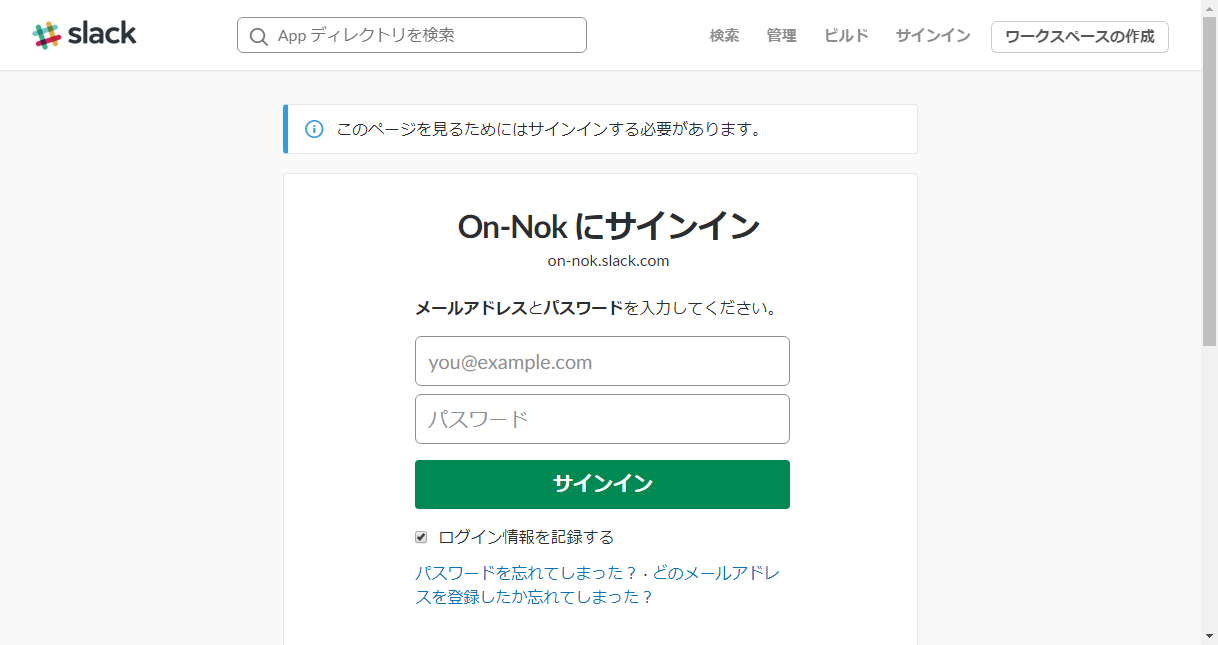 slack
App ディレクトリを検索
検索 管理 ビルド サインイン ワークスペースの作成
このページを見るためにはサインインする必要があります。
On-Nok にサインイン
on-nok.slack.com
メールアドレスとパスワードを入力してください。
you@example.com
パスワード
サインイン
ログイン情報を記録する
パスワードを忘れてしまった？ · どのメールアドレ
スを登録したか忘れてしまった？